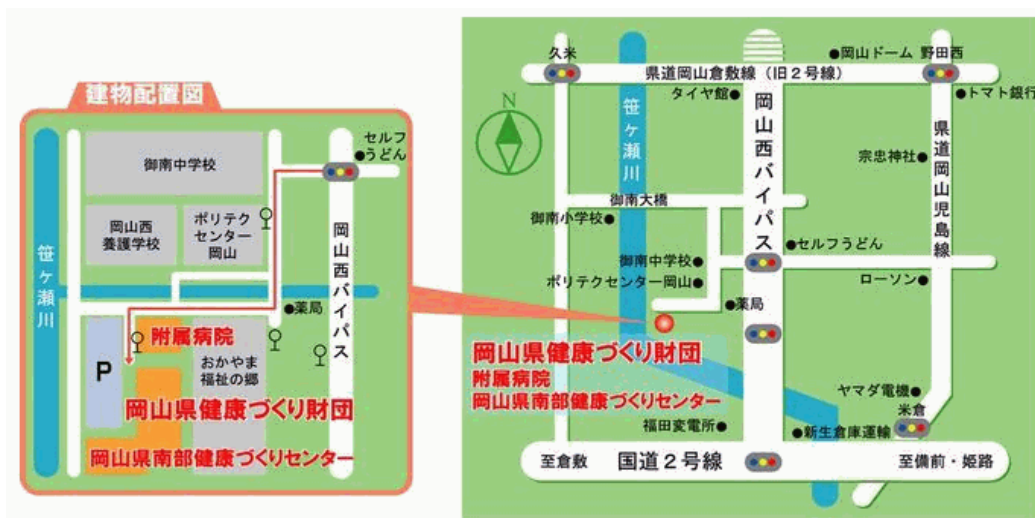 建物配置図
セルフ
うどん
御南中学校
岡山西
養護学校
ポリテク
センター
岡山
笹ヶ瀬川
岡山西バイパス
薬局
附属病院
P
おかやま
福祉の郷
岡山県健康づくり財団
岡山県南部健康づくりセンター
久米
岡山ドーム
野田西
県道岡山倉敷線（旧2号線）
タイヤ館
トマト銀行
N
笹ヶ瀬川
岡山西バイパス
県道岡山児島線
宗忠神社
御南大橋
御南小学校
セルフうどん
御南中学校
ポリテクセンター岡山
ローソン
薬局
岡山県健康づくり財団
附属病院
岡山県南部健康づくりセンター
ヤマダ電機
米倉
福田変電所
新生倉庫運輸
至倉敷
国道2号線
至備前・姫路